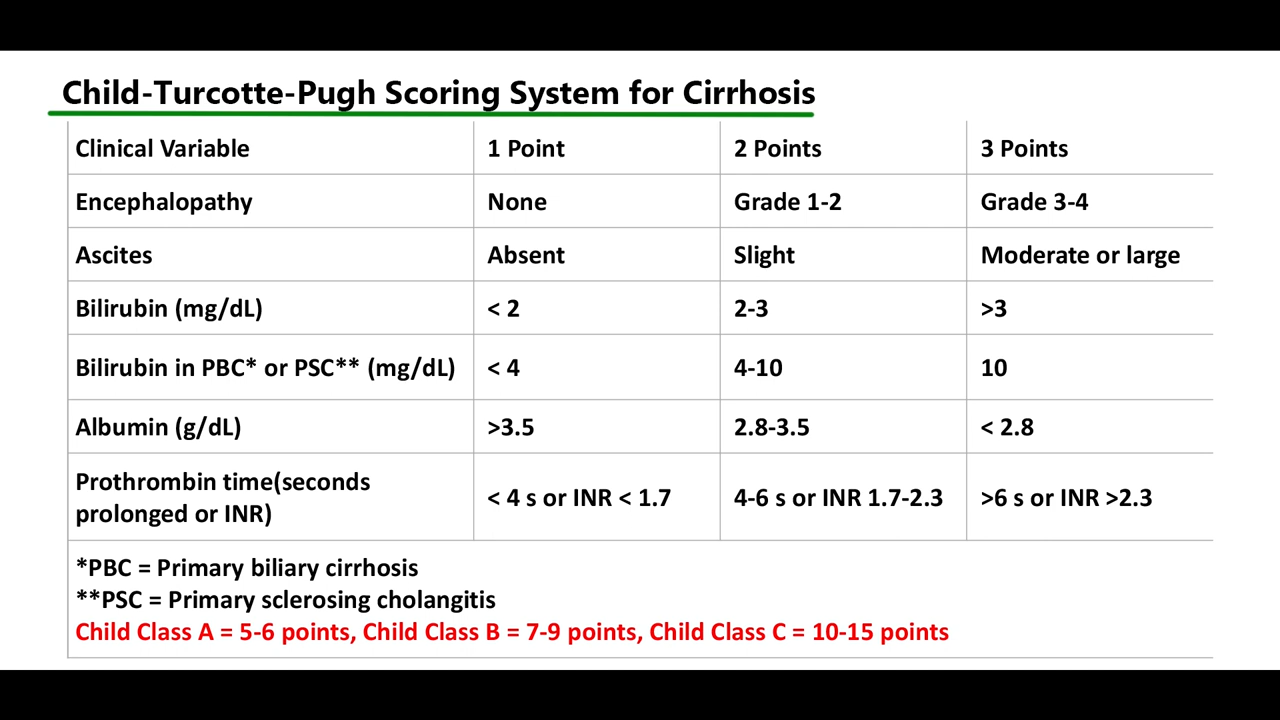 Child-Turcotte-Pugh Scoring System for Cirrhosis
Clinical Variable 1 Point 2 Points 3 Points
Encephalopathy None Grade 1-2 Grade 3-4
Ascites Absent Slight Moderate or large
Bilirubin (mg/dL) < 2 2-3 >3
Bilirubin in PBC* or PSC** (mg/dL) < 4 4-10 10
Albumin (g/dL) >3.5 2.8-3.5 < 2.8
Prothrombin time(seconds
prolonged or INR) < 4 s or INR < 1.7 4-6 s or INR 1.7-2.3 >6 s or INR >2.3
*PBC = Primary biliary cirrhosis
**PSC = Primary sclerosing cholangitis
Child Class A = 5-6 points, Child Class B = 7-9 points, Child Class C = 10-15 points